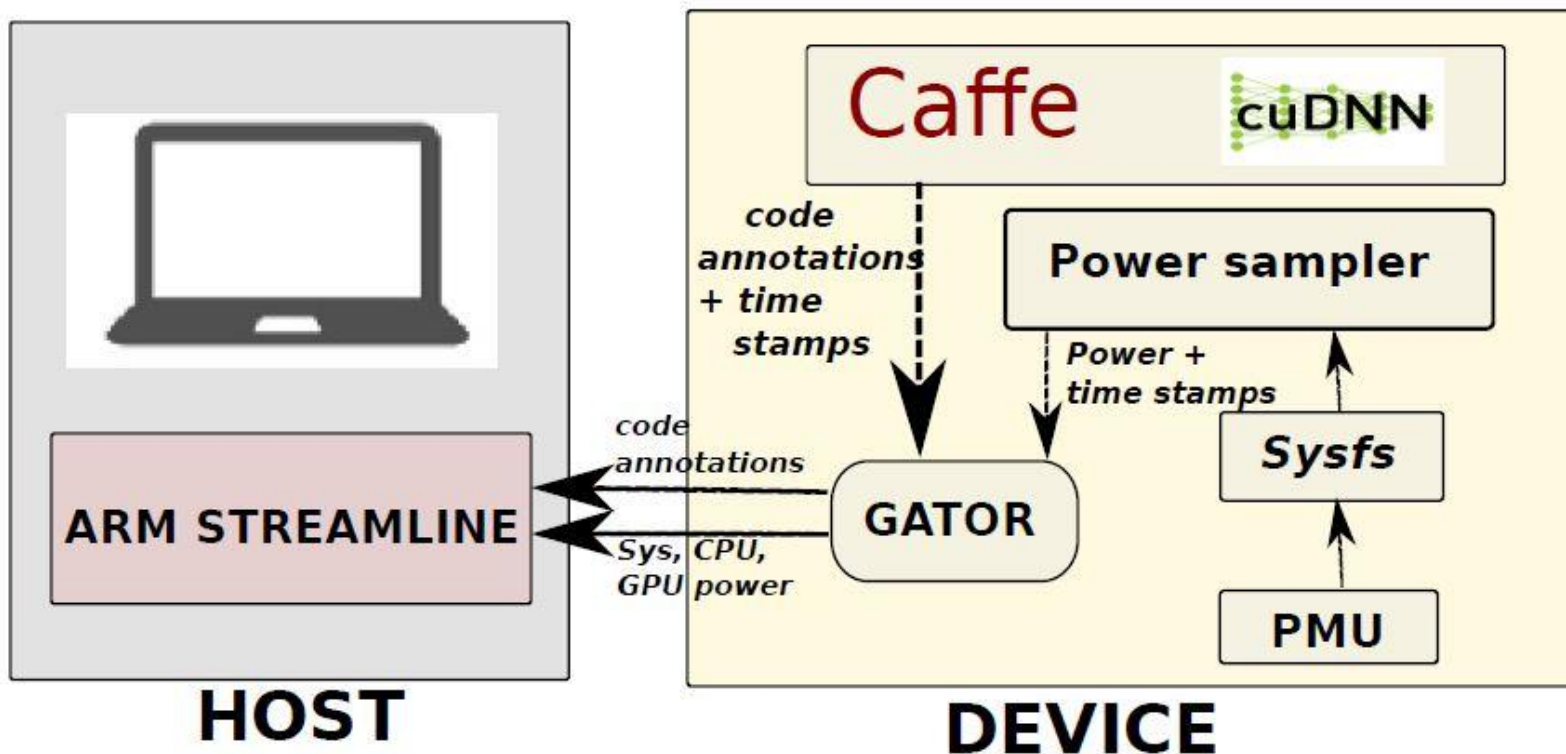 Caffe
cuDNN
code
annotations
+ time
stamps
Power sampler
Power +
time stamps
Sysfs
PMU
GATOR
code
annotations
Sys, CPU,
GPU power
ARM STREAMLINE
HOST
DEVICE